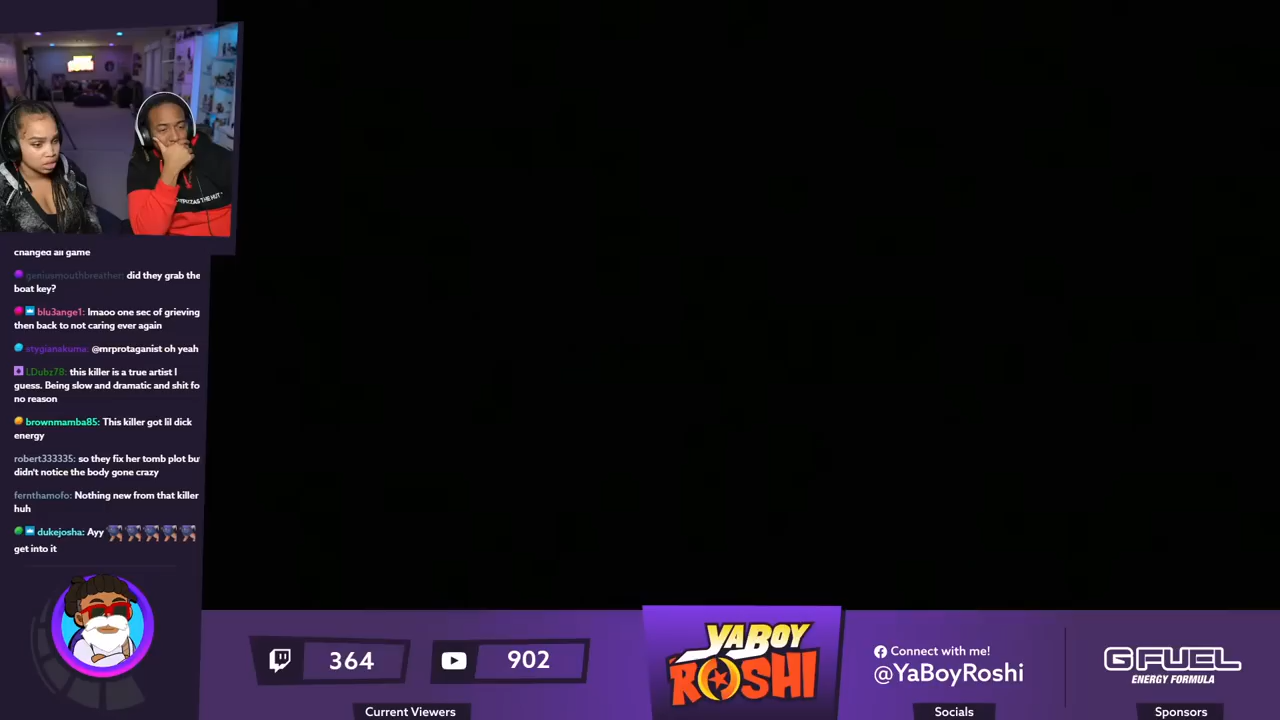 changed all game
geniusmouthbreather: did they grab the
boat key?
blu3ange1: lmaoo one sec of grieving
then back to not caring ever again
stygianakuma: @mrprotaganist oh yeah
LDubz78: this killer is a true artist I
guess. Being slow and dramatic and shit fo
no reason
brownmamba85: This killer got lil dick
energy
robert333335: so they fix her tomb plot bu
didn't notice the body gone crazy
fernthamofo: Nothing new from that killer
huh
dukejosha: Ayy
get into it
364
902
Current Viewers
YABOY
ROSHI
Connect with me!
@YaBoyRoshi
Socials
G FUEL
ENERGY FORMULA
Sponsors